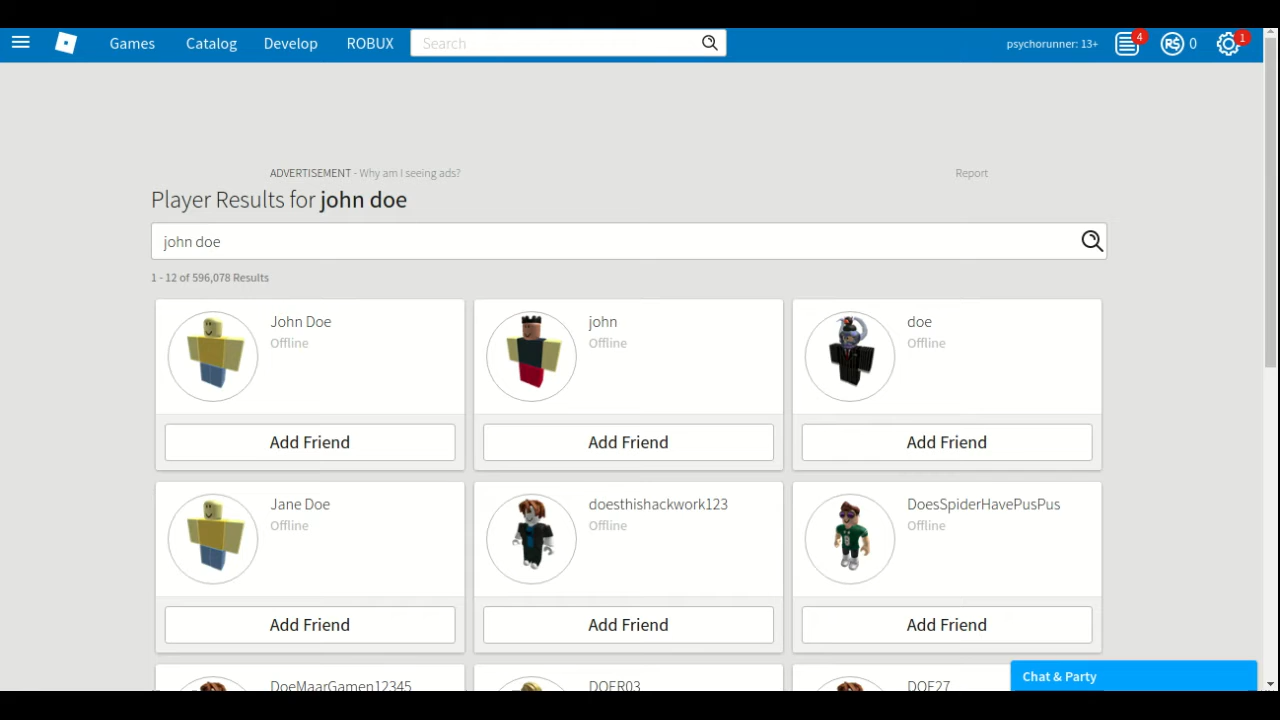 Games Catalog Develop ROBUX Search psychorunner: 13+ 4 R$ 0 1
ADVERTISEMENT - Why am I seeing ads? Report
Player Results for john doe
john doe
1 - 12 of 596,078 Results
John Doe john doe
Offline Offline Offline
Add Friend Add Friend Add Friend
Jane Doe doesthishackwork123 DoesSpiderHavePusPus
Offline Offline Offline
Add Friend Add Friend Add Friend
DoeMaarGamen12345 DOER03 DOE27
Chat & Party